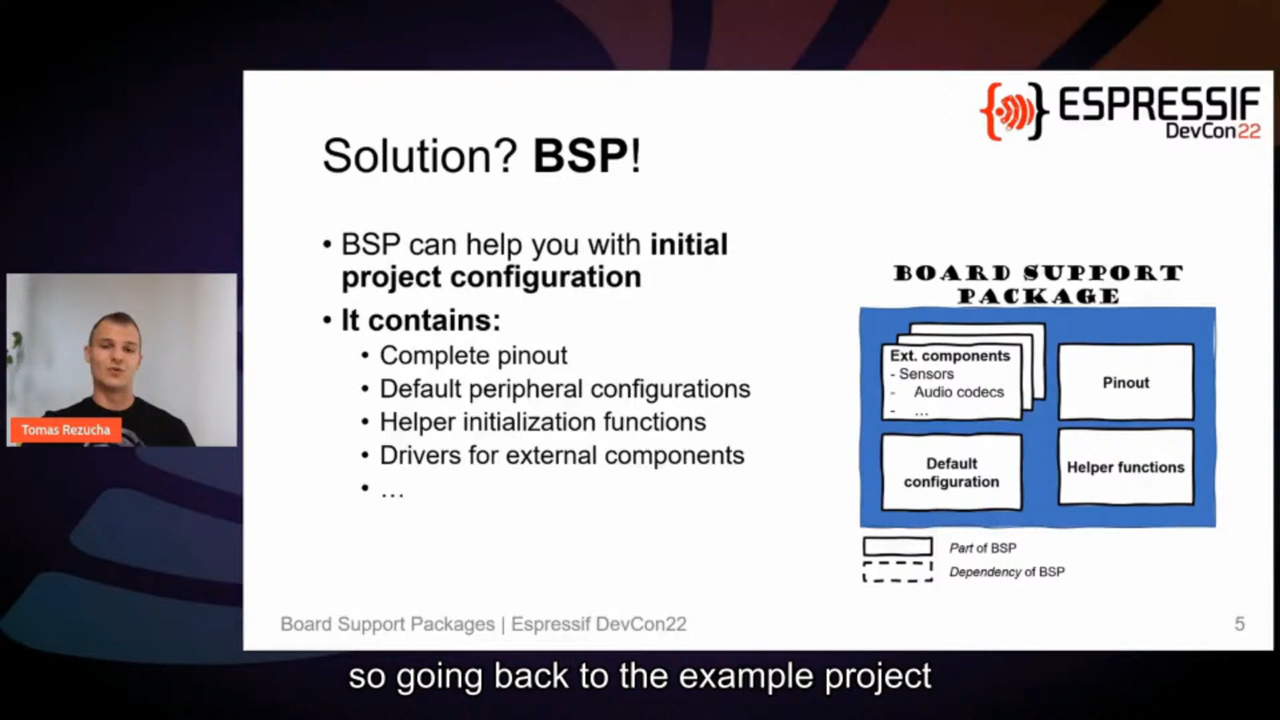 ESPRESSIF
DevCon22
Solution? BSP!
• BSP can help you with initial
project configuration
• It contains:
• Complete pinout
• Default peripheral configurations
• Helper initialization functions
• Drivers for external components
• …
BOARD SUPPORT
PACKAGE
Ext. components
- Sensors
- Audio codecs
- …
Pinout
Default
configuration
Helper functions
Part of BSP
Dependency of BSP
Tomas Rezucha
Board Support Packages | Espressif DevCon22
5
so going back to the example project